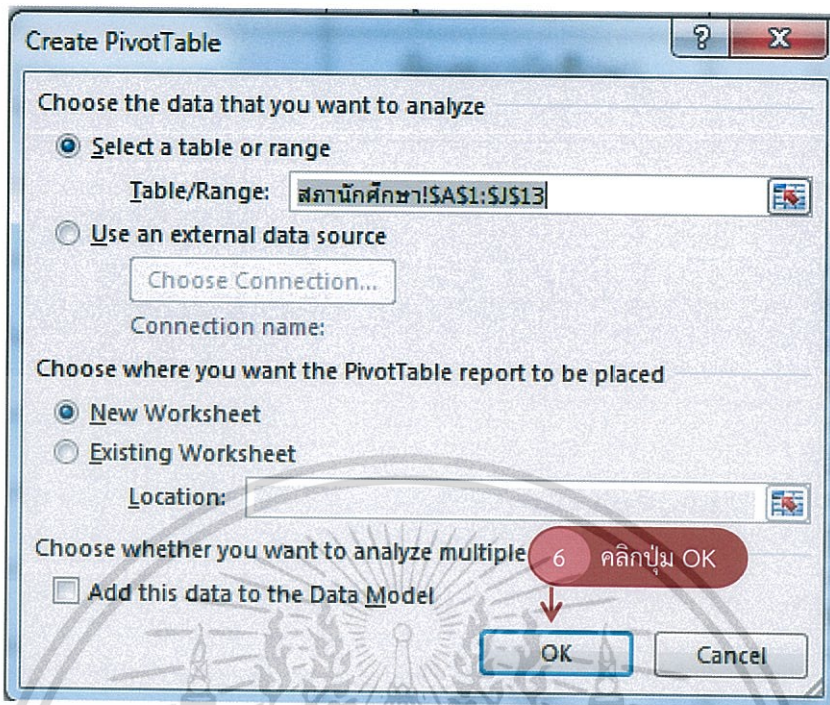 Create PivotTable
Choose the data that you want to analyze
Select a table or range
Table/Range: สภานักศึกษา!$A$1:$J$13
Use an external data source
Choose Connection...
Connection name:
Choose where you want the PivotTable report to be placed
New Worksheet
Existing Worksheet
Location:
Choose whether you want to analyze multiple
6 คลิกปุ่ม OK
Add this data to the Data Model
OK Cancel